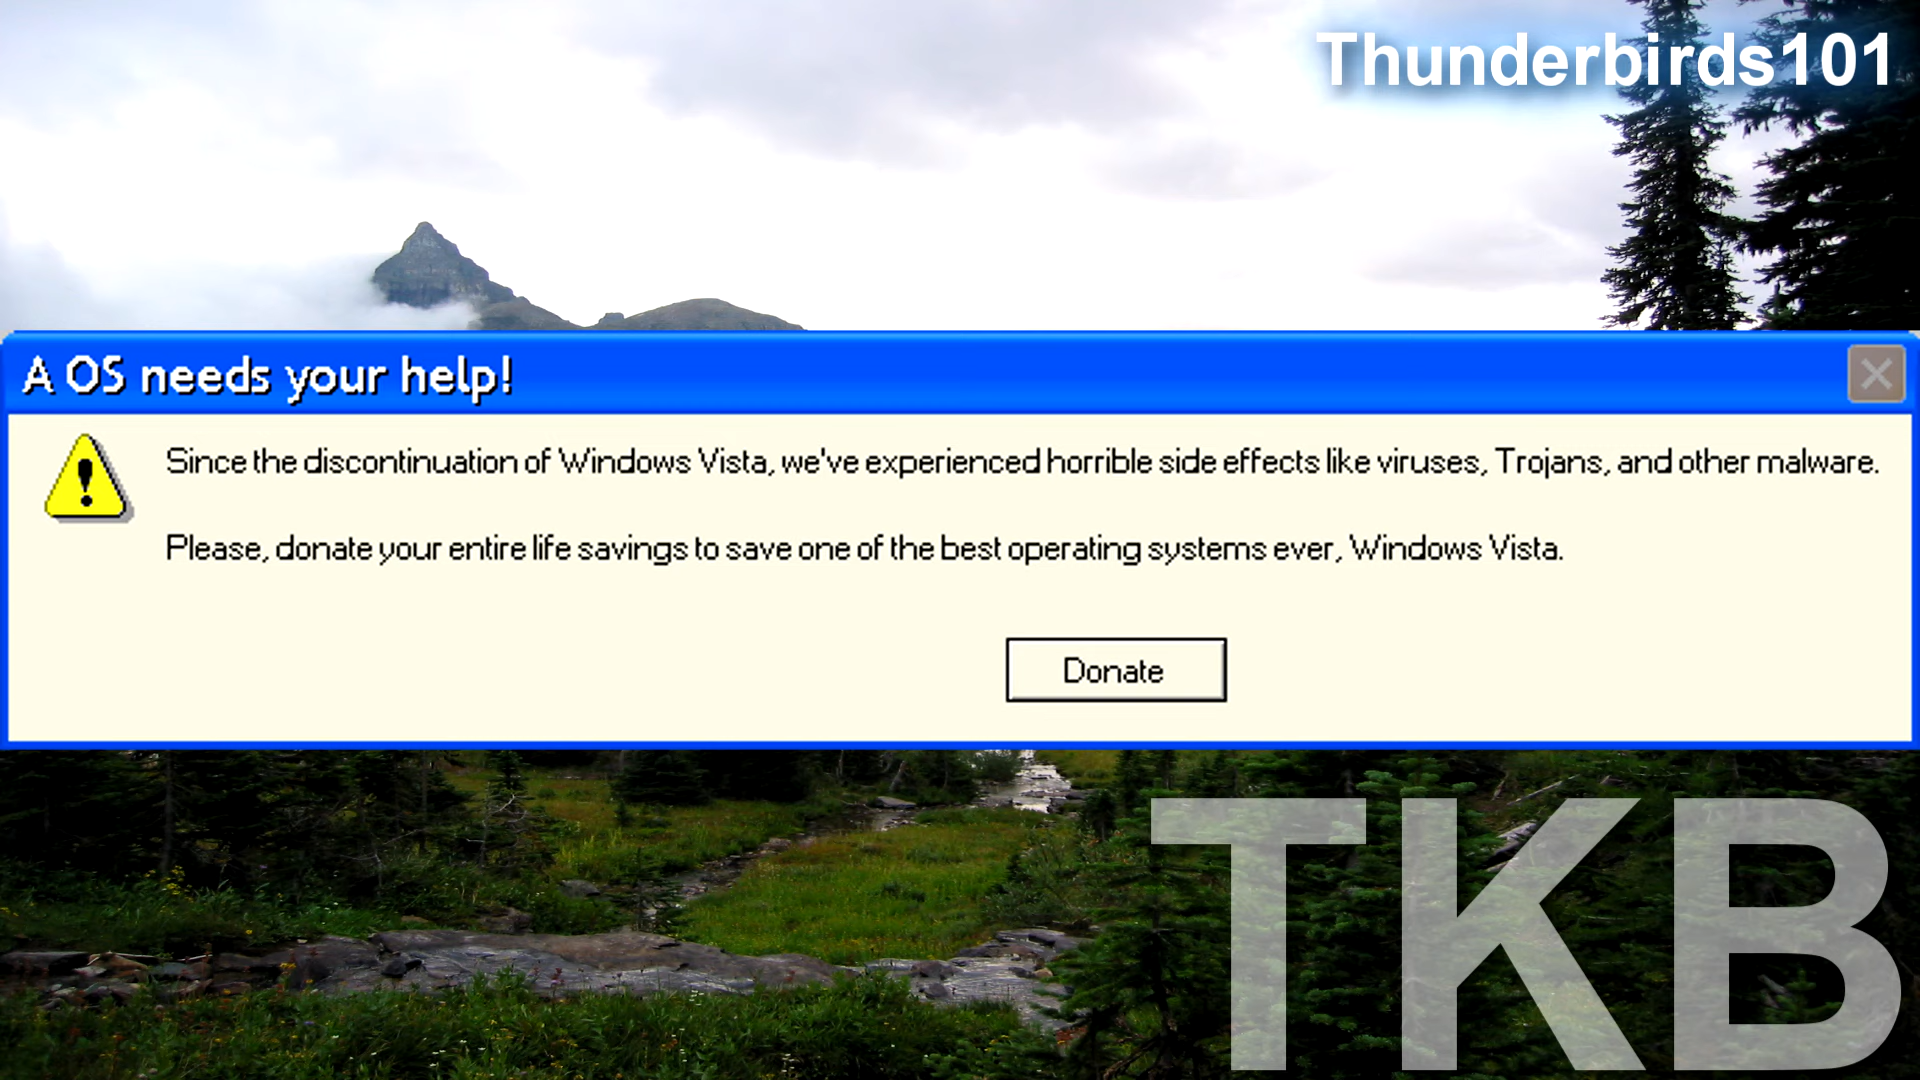 Thunderbirds101
A OS needs your help!
Since the discontinuation of Windows Vista, we've experienced horrible side effects like viruses, Trojans, and other malware.
Please, donate your entire life savings to save one of the best operating systems ever, Windows Vista.
Donate
TKB